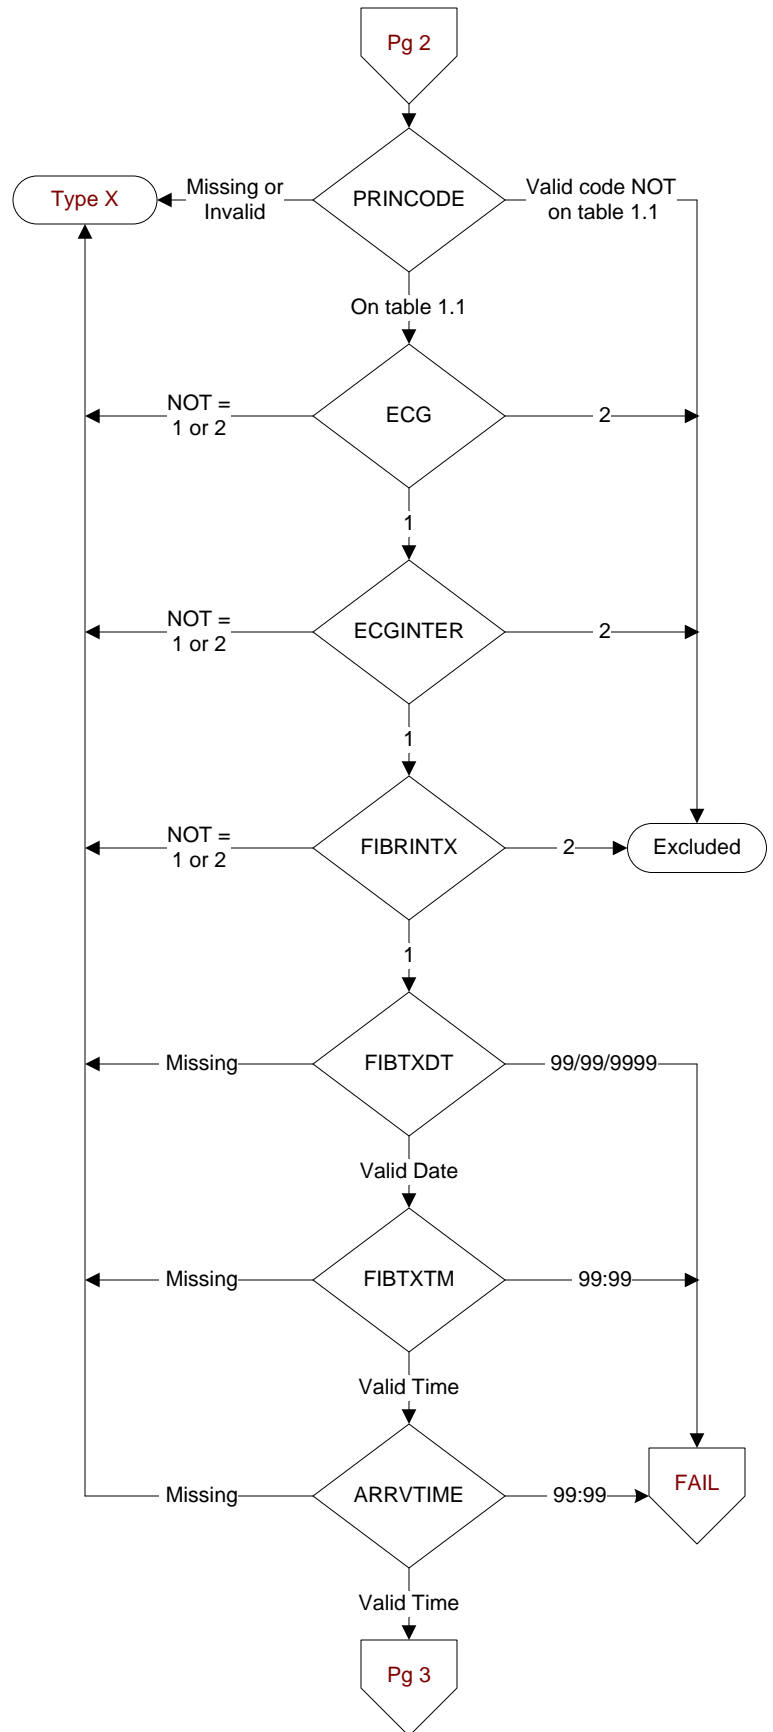 Pg 2
Type X
Missing or
Invalid
PRINCODE
Valid code NOT
on table 1.1
On table 1.1
NOT =
1 or 2
ECG
2
1
NOT =
1 or 2
ECGINTER
2
1
NOT =
1 or 2
FIBRINTX
2
Excluded
1
Missing
FIBTXDT
99/99/9999
Valid Date
Missing
FIBTXTM
99:99
Valid Time
Missing
ARRVTIME
99:99
FAIL
Valid Time
Pg 3